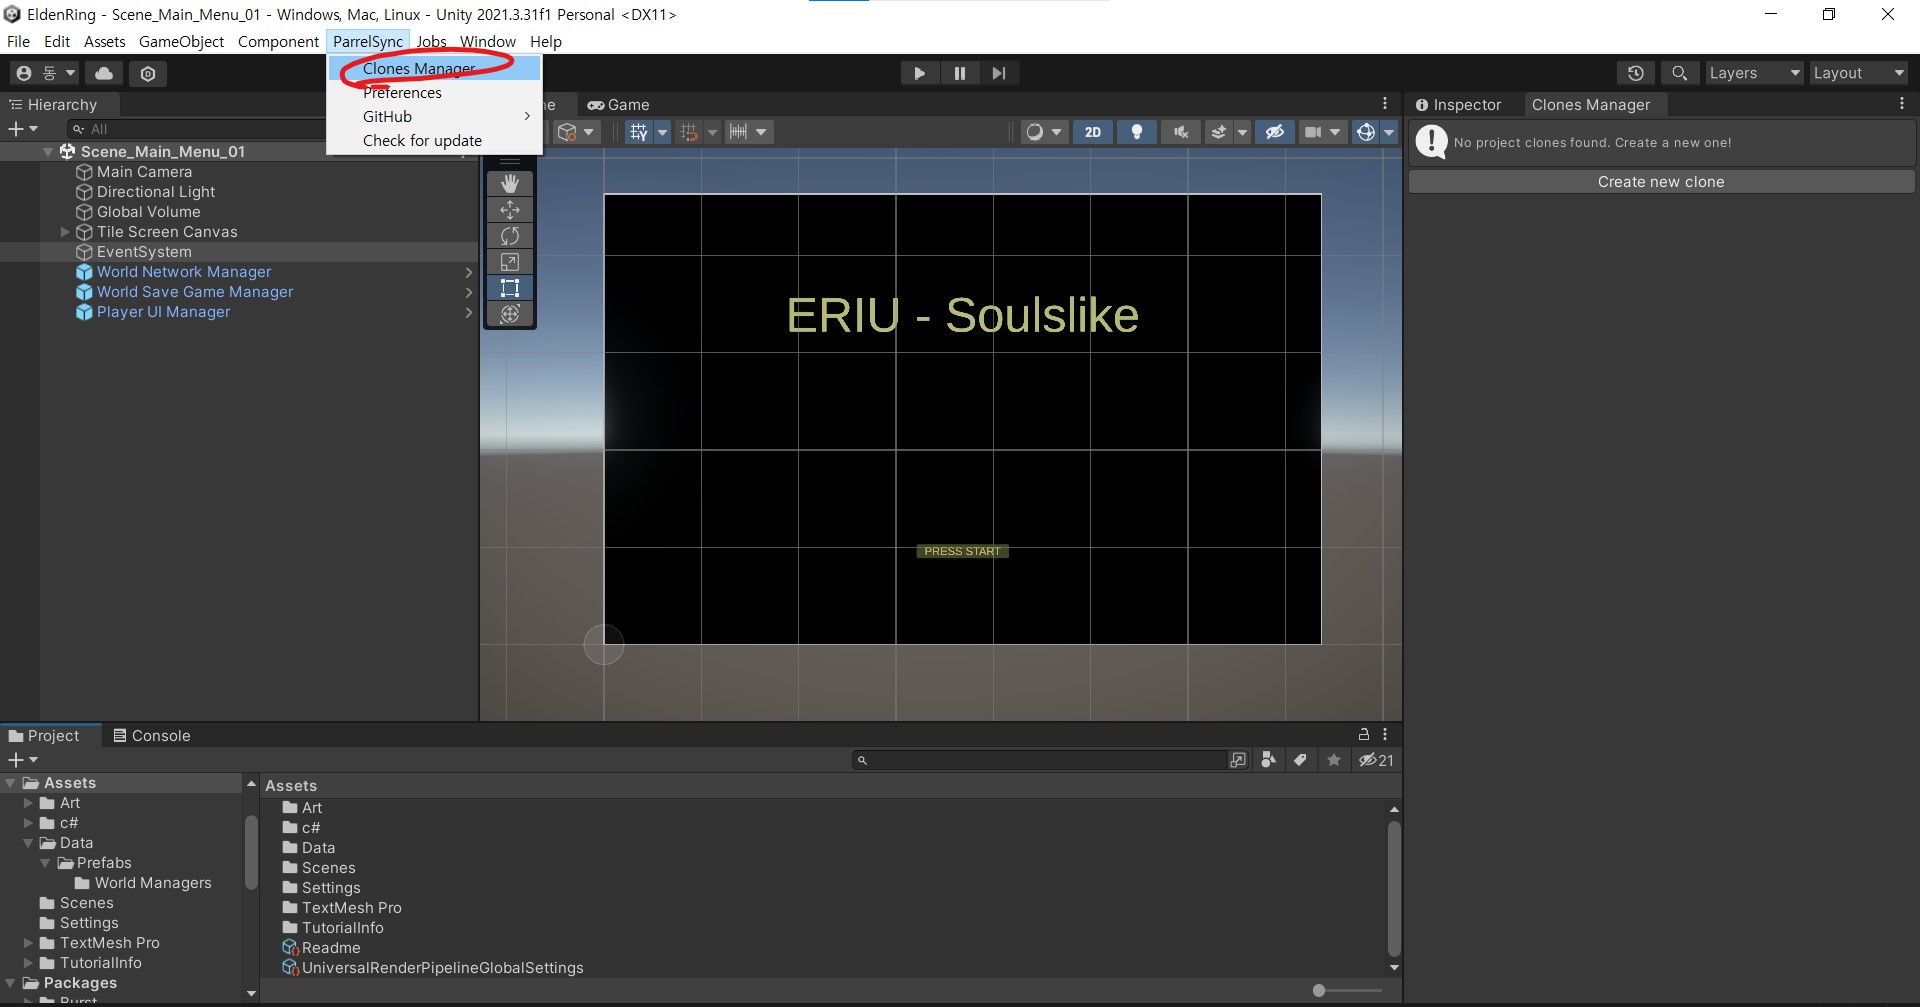 EldenRing - Scene_Main_Menu_01 - Windows, Mac, Linux - Unity 2021.3.31f1 Personal <DX11>
File Edit Assets GameObject Component ParrelSync Jobs Window Help
동 Layers Layout
Clones Manager
Preferences
GitHub
Check for update
Hierarchy
All
Scene_Main_Menu_01
Main Camera
Directional Light
Global Volume
Tile Screen Canvas
EventSystem
World Network Manager
World Save Game Manager
Player UI Manager
ne Game
2D
ERIU - Soulslike
PRESS START
Inspector Clones Manager
No project clones found. Create a new one!
Create new clone
Project Console
21
Assets
Art
c#
Data
Prefabs
World Managers
Scenes
Settings
TextMesh Pro
TutorialInfo
Packages
Burst
Assets
Art
c#
Data
Scenes
Settings
TextMesh Pro
TutorialInfo
Readme
UniversalRenderPipelineGlobalSettings